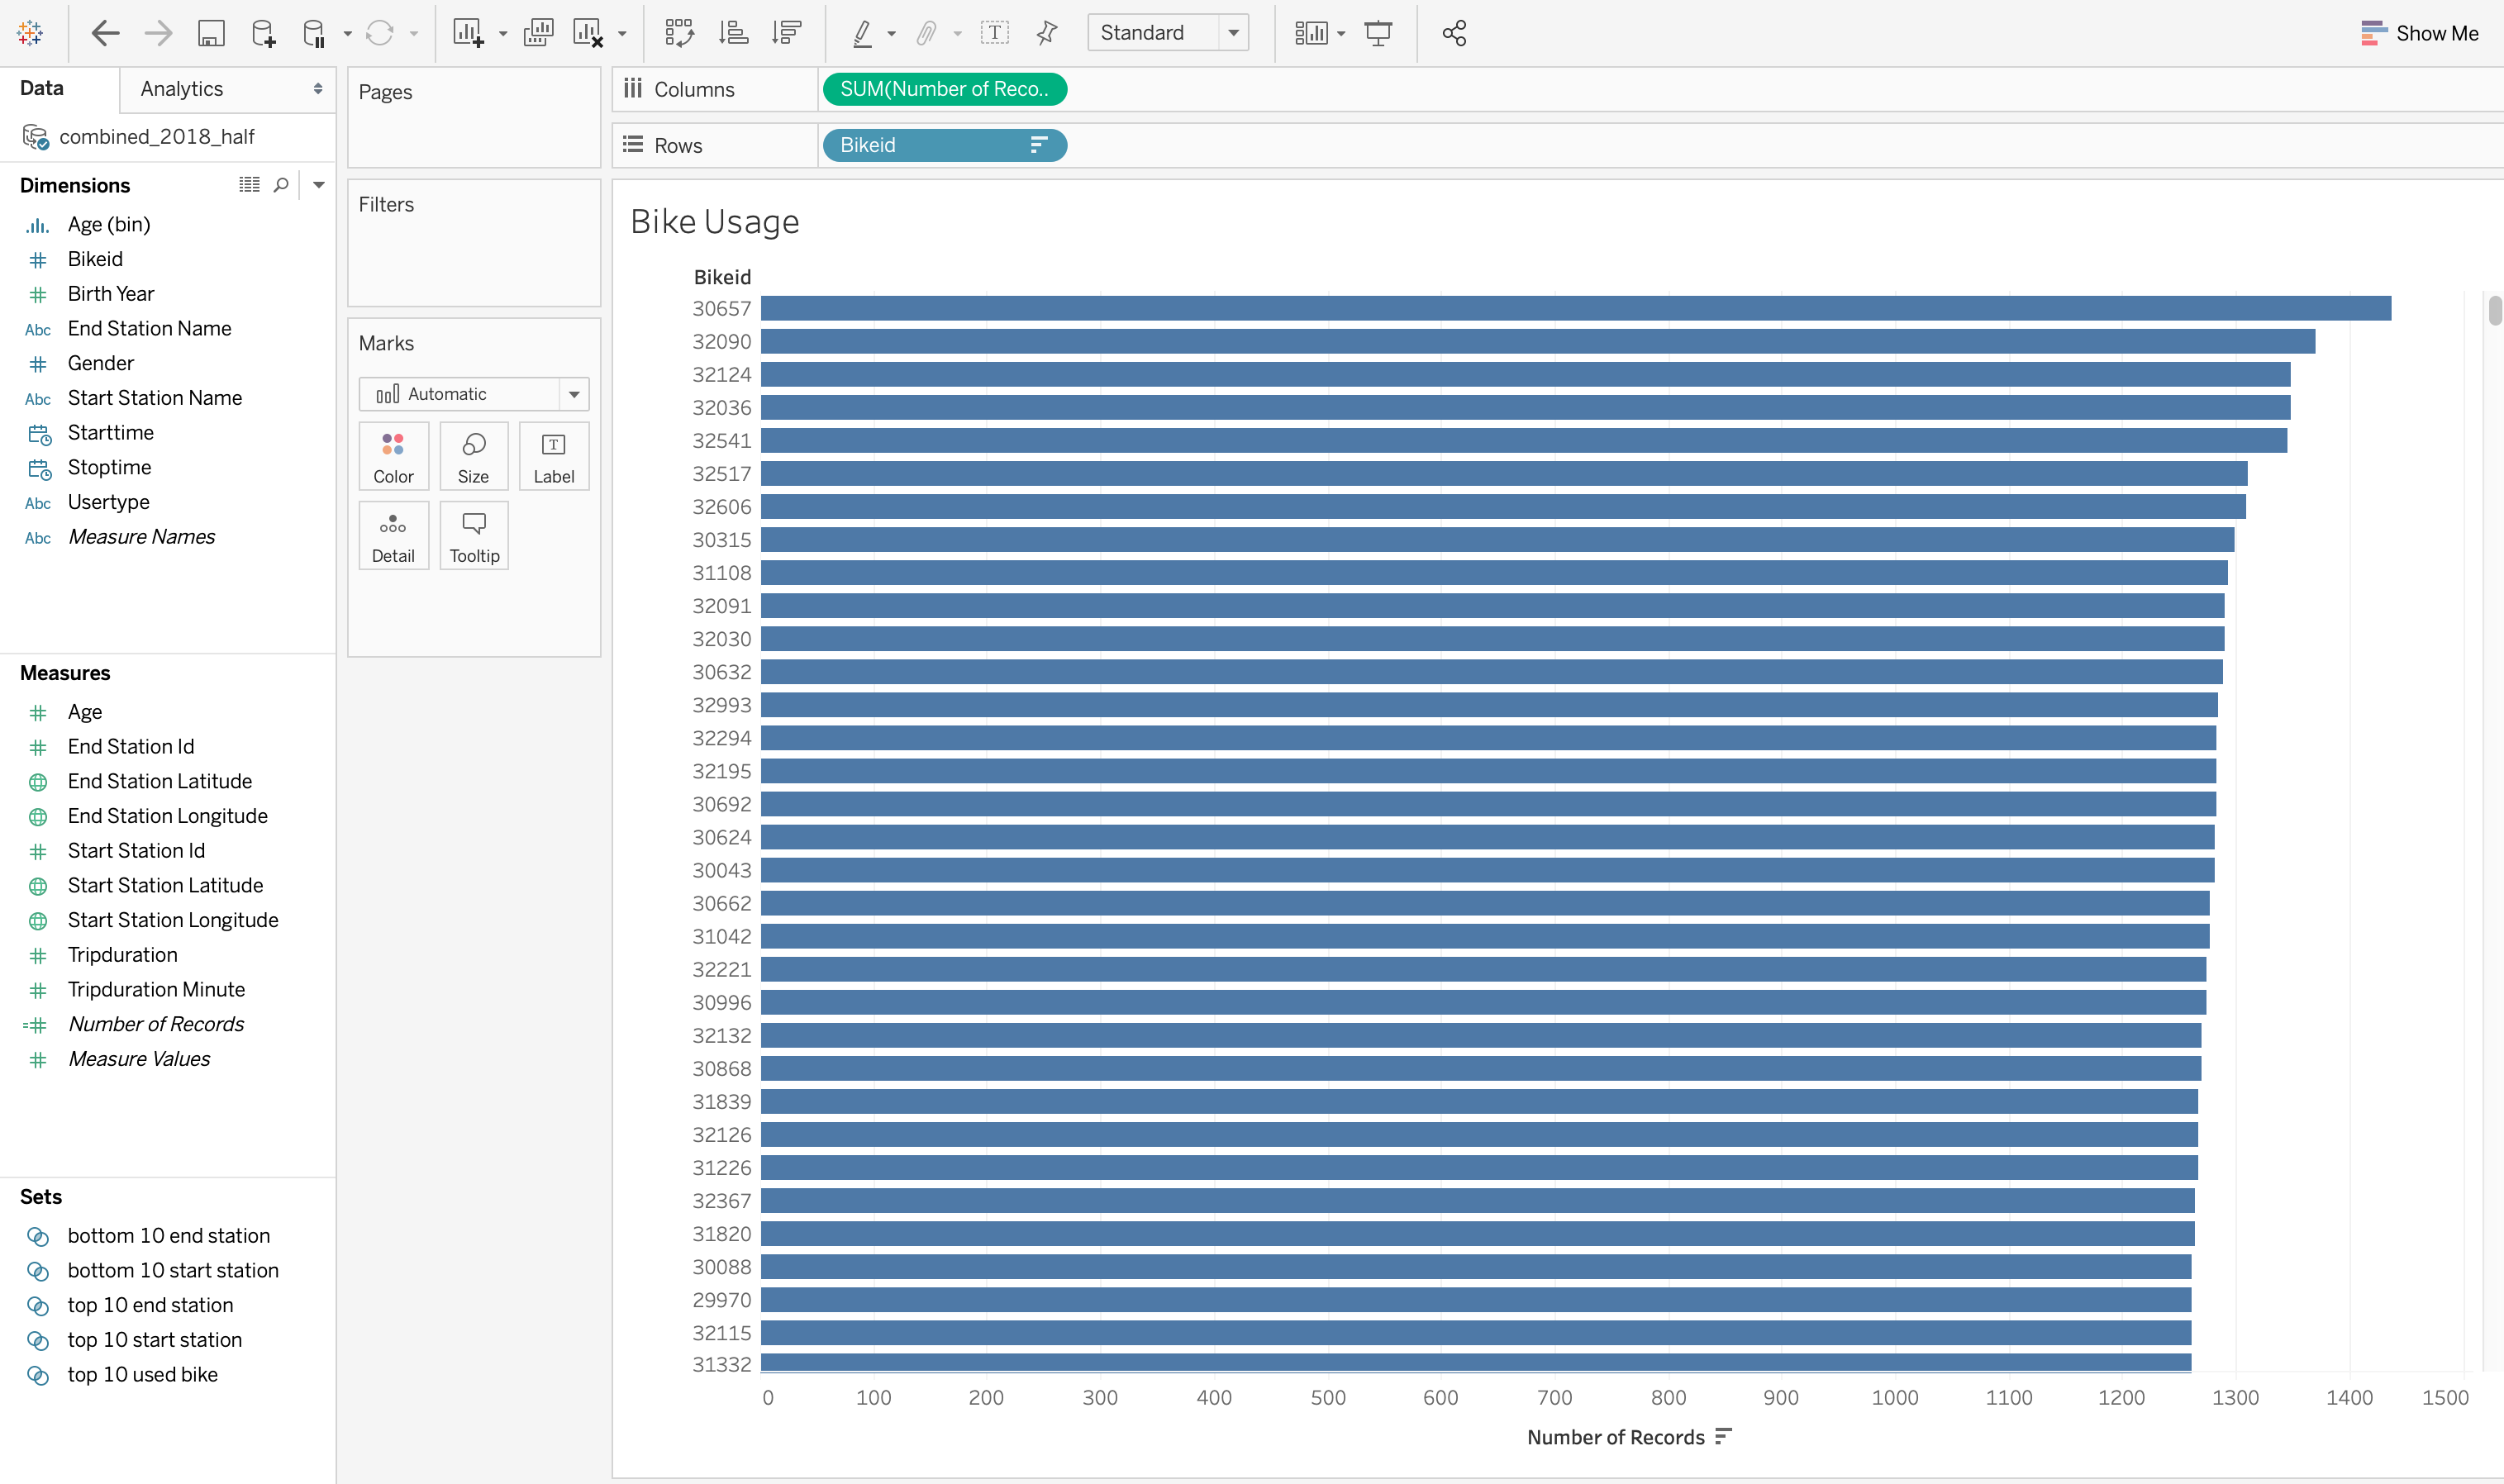 Standard
Show Me
Data
Analytics
combined_2018_half
Dimensions
Age (bin)
Bikeid
Birth Year
Abc End Station Name
Gender
Abc Start Station Name
Starttime
Stoptime
Abc Usertype
Abc Measure Names
Measures
Age
End Station Id
End Station Latitude
End Station Longitude
Start Station Id
Start Station Latitude
Start Station Longitude
Tripduration
Tripduration Minute
Number of Records
Measure Values
Sets
bottom 10 end station
bottom 10 start station
top 10 end station
top 10 start station
top 10 used bike
Pages
Filters
Marks
Automatic
Color Size Label
Detail Tooltip
Columns SUM(Number of Reco..
Rows Bikeid
Bike Usage
Bikeid
30657
32090
32124
32036
32541
32517
32606
30315
31108
32091
32030
30632
32993
32294
32195
30692
30624
30043
30662
31042
32221
30996
32132
30868
31839
32126
31226
32367
31820
30088
29970
32115
31332
0 100 200 300 400 500 600 700 800 900 1000 1100 1200 1300 1400 1500
Number of Records